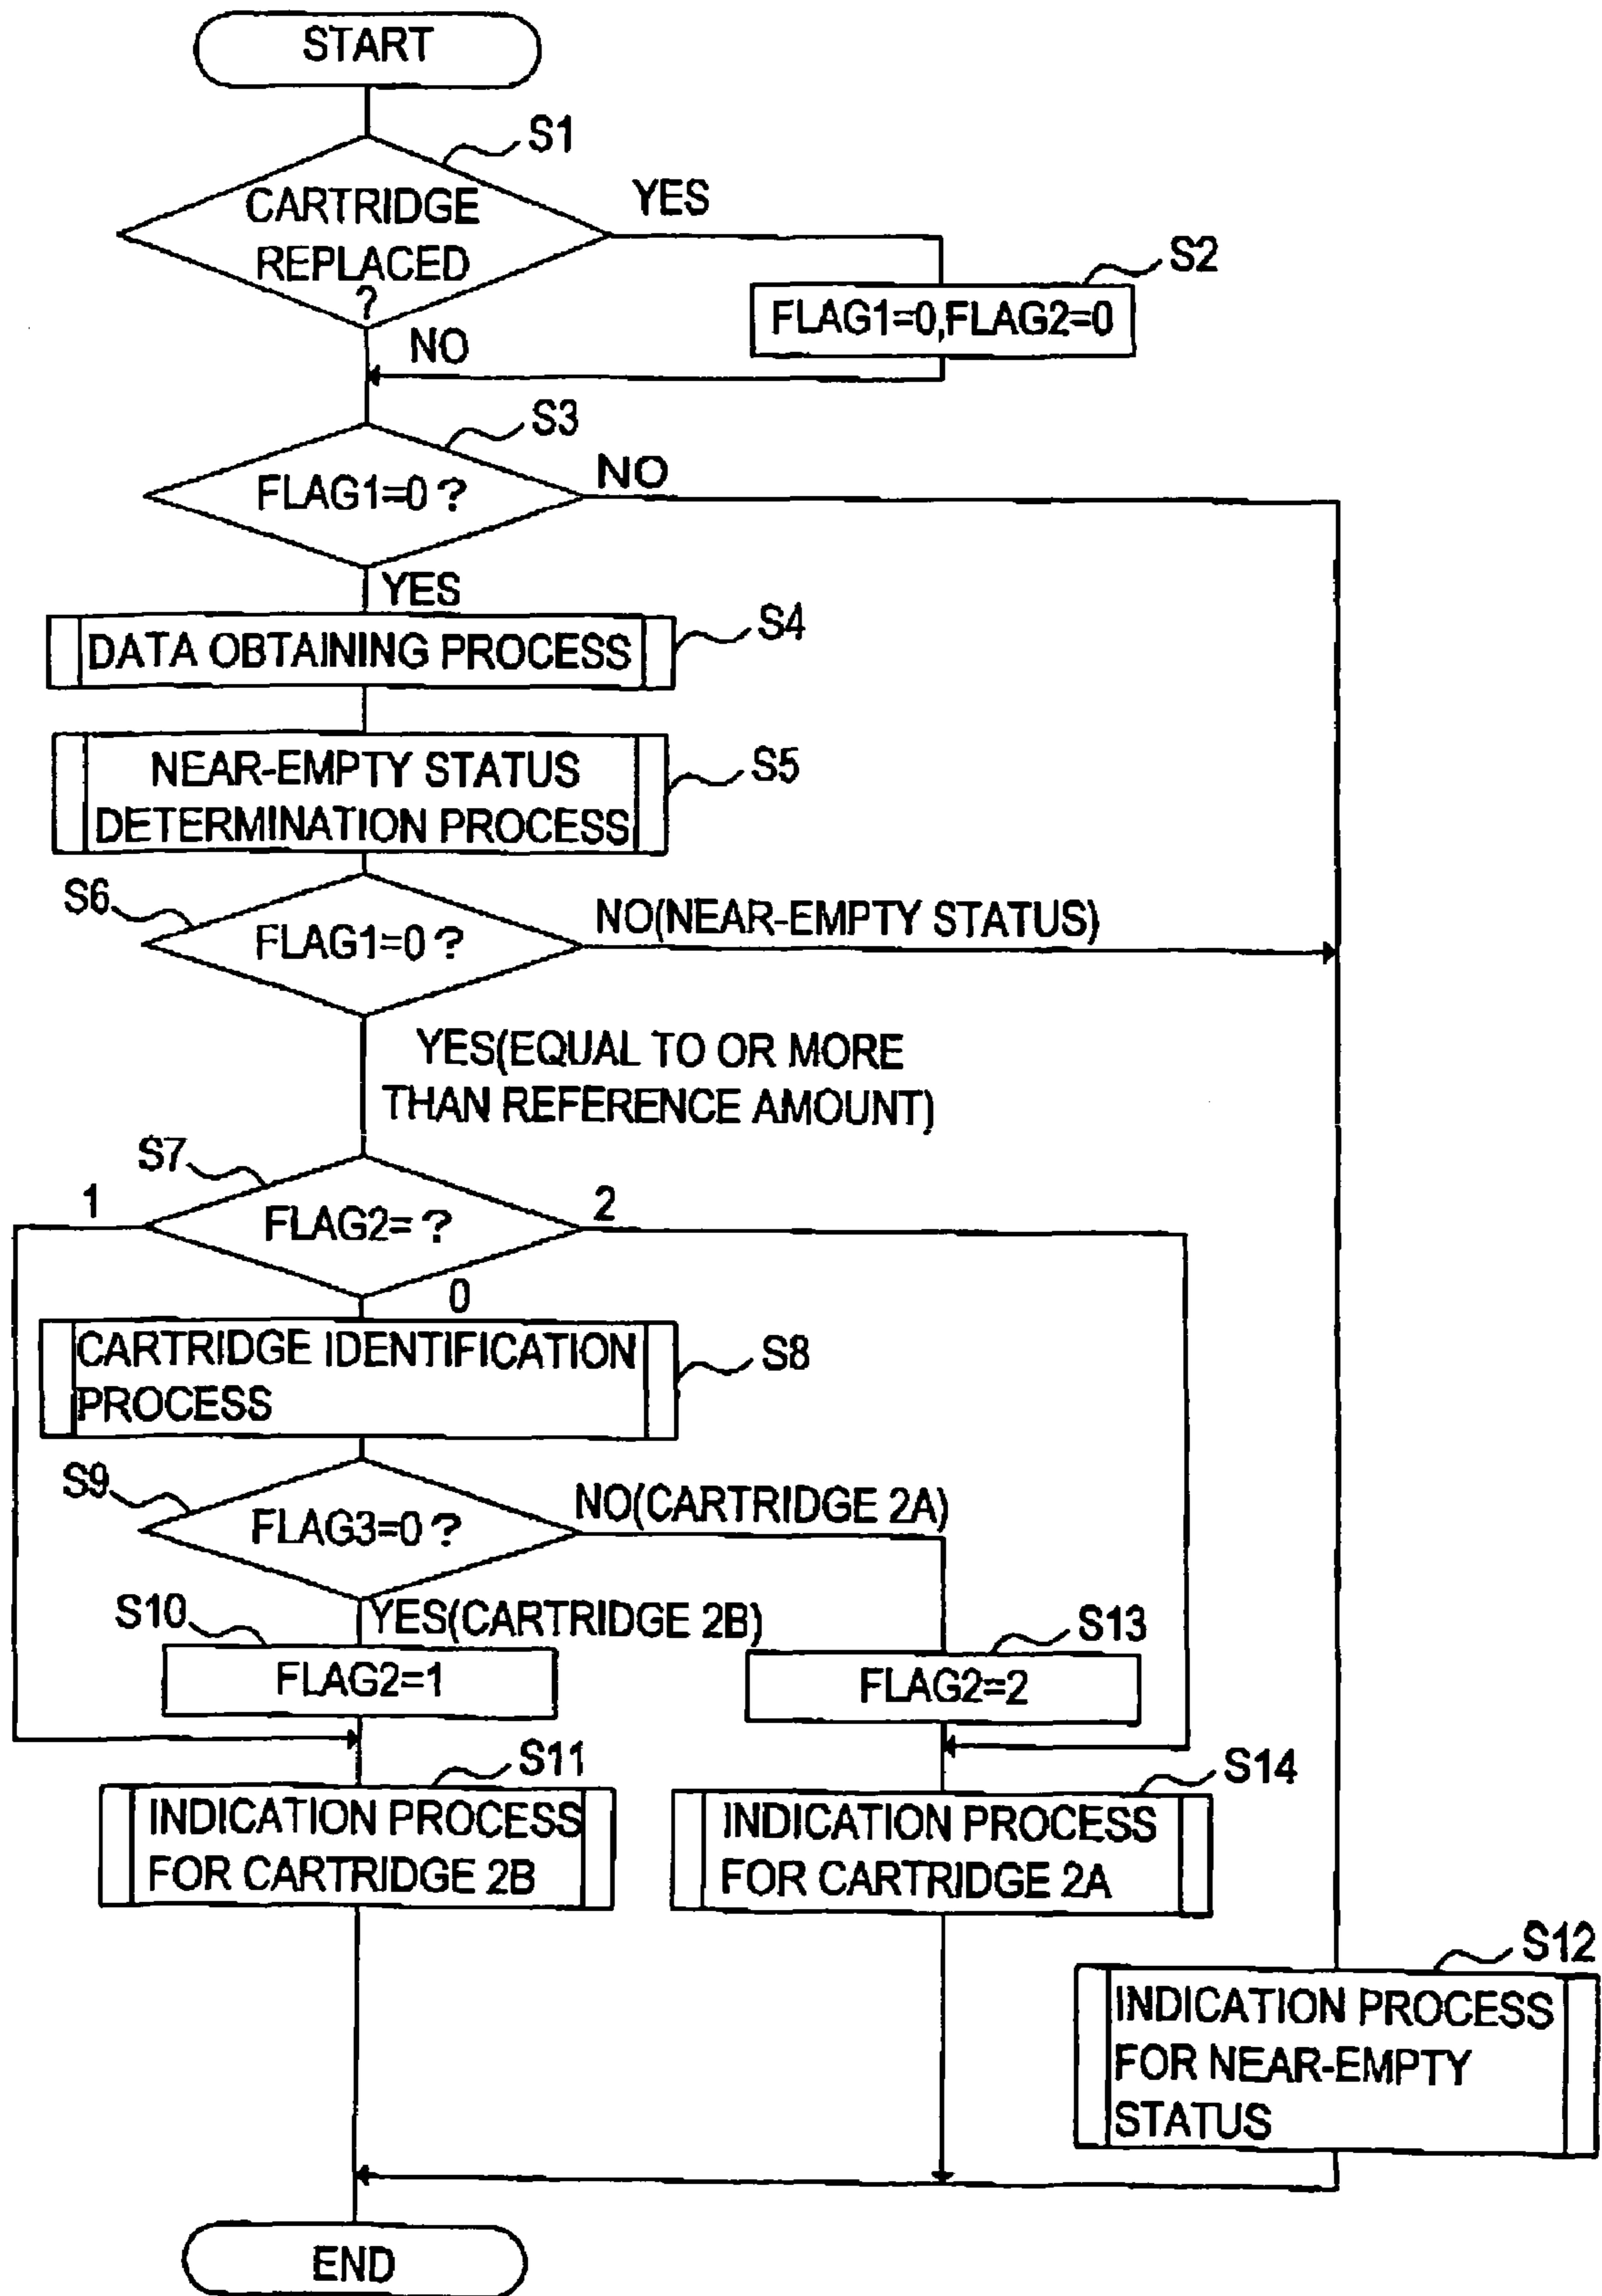 START
S1
CARTRIDGE
REPLACED
?
YES
S2
FLAG1=0,FLAG2=0
NO
S3
FLAG1=0?
NO
YES
S4
DATA OBTAINING PROCESS
S5
NEAR-EMPTY STATUS
DETERMINATION PROCESS
S6
FLAG1=0?
NO(NEAR-EMPTY STATUS)
YES(EQUAL TO OR MORE
THAN REFERENCE AMOUNT)
S7
1
FLAG2=?
2
0
CARTRIDGE IDENTIFICATION
PROCESS
S8
S9
FLAG3=0?
NO(CARTRIDGE 2A)
S10
YES(CARTRIDGE 2B)
S13
FLAG2=1
FLAG2=2
S11
INDICATION PROCESS
FOR CARTRIDGE 2B
S14
INDICATION PROCESS
FOR CARTRIDGE 2A
S12
INDICATION PROCESS
FOR NEAR-EMPTY
STATUS
END